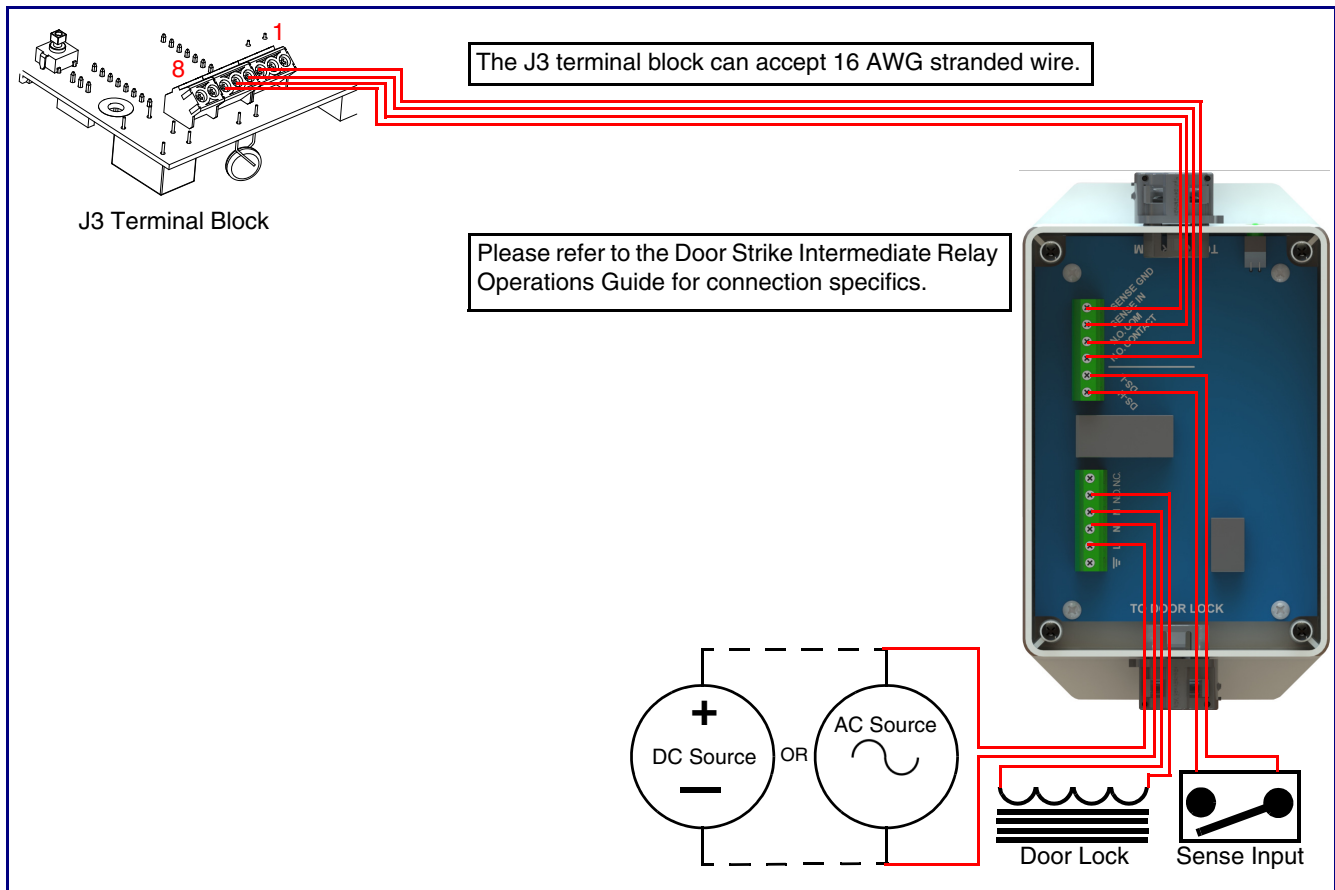 1
8
The J3 terminal block can accept 16 AWG stranded wire.
J3 Terminal Block
Please refer to the Door Strike Intermediate Relay
Operations Guide for connection specifics.
SENSE GND
SENSE IN
N.O. COM
N.O. CONTACT
DS-1
N.C.
N.O.
N
N
L
TO DOOR LOCK
+
DC Source
−
OR
AC Source
Door Lock
Sense Input